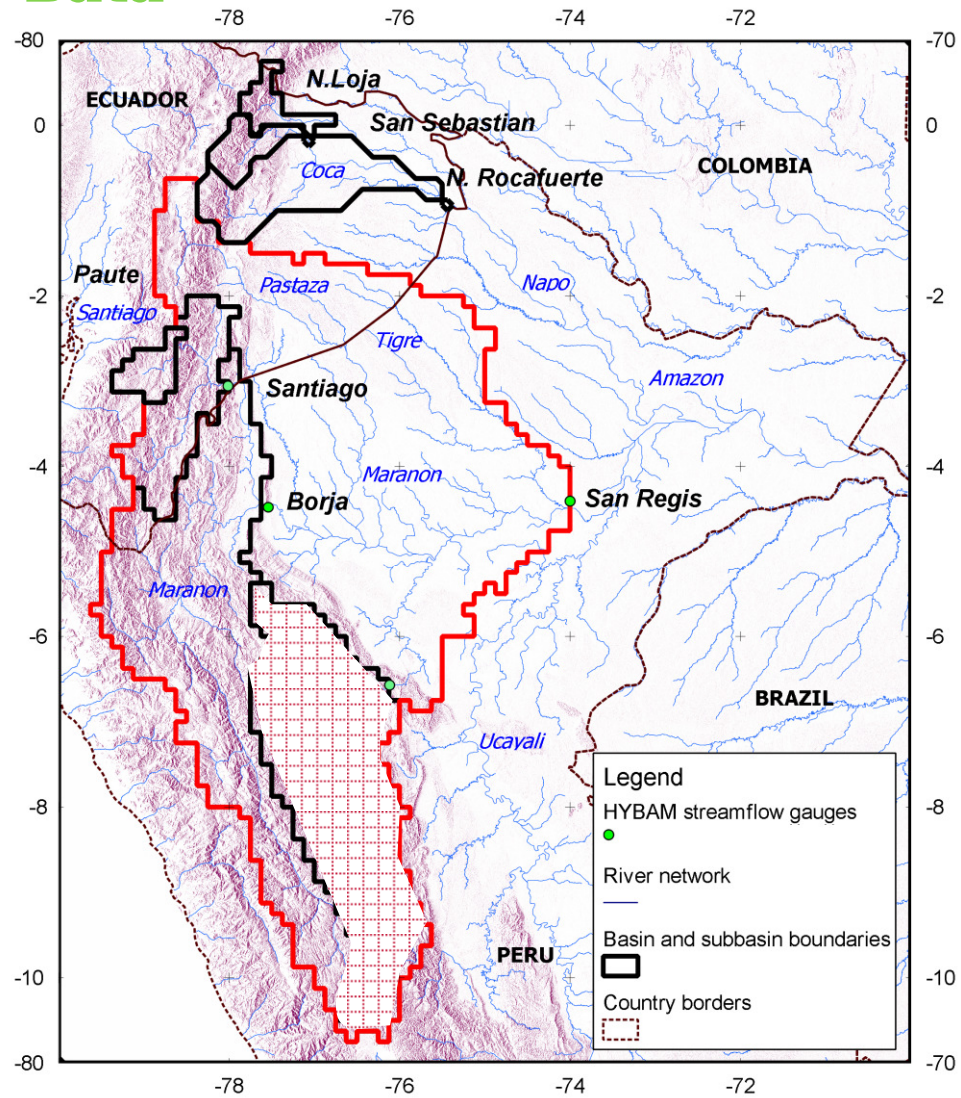 Data
-78 -76 -74 -72
-80 -70
N.Loja
ECUADOR
San Sebastian
0 0
COLOMBIA
Coca
N. Rocafuerte
Paute
Pastaza
Napo
-2 -2
Santiago
Tigre
Amazon
Santiago
-4 -4
Maranon
Borja
San Regis
Maranon
-6 -6
BRAZIL
Ucayali
Legend
HYBAM streamflow gauges
-8 -8
River network
Basin and subbasin boundaries
PERU
-10 -10
Country borders
-80 -70
-78 -76 -74 -72